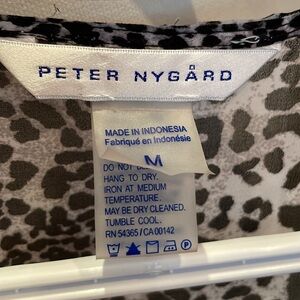 PETER NYGÅRD
MADE IN INDONESIA
Fabriqué en Indonésie
M
DO NOT
HANG TO DRY.
IRON AT MEDIUM
TEMPERATURE.
MAY BE DRY CLEANED.
TUMBLE COOL.
RN 54365 / CA 00142